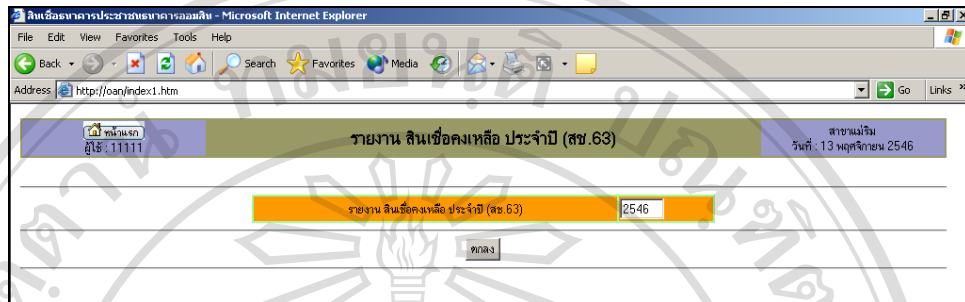 สินเชื่อธนาคารประชาชนธนาคารออมสิน - Microsoft Internet Explorer
File Edit View Favorites Tools Help
Back Search Favorites Media
Address http://oan/index1.htm Go Links »
หน้าแรก
ผู้ใช้ : 11111
รายงาน สินเชื่อคงเหลือ ประจำปี (สช.63)
สาขาแม่ริม
วันที่ : 13 พฤศจิกายน 2546
รายงาน สินเชื่อคงเหลือ ประจำปี (สช.63) 2546
ตกลง